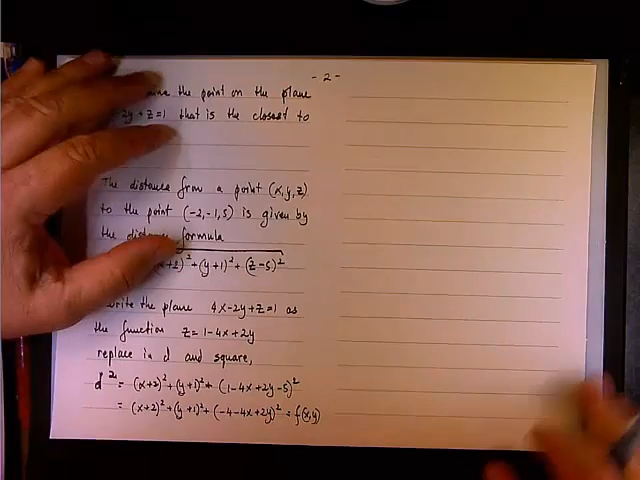 - 2 -
the point on the plane
-2y+z=1 that is the closest to
The distance from a point (x,y,z)
to the point (-2,-1,5) is given by
the distance formula
x+2)²+(y+1)²+(z-5)²
write the plane 4x-2y+z=1 as
the function z=1-4x+2y
replace in d and square,
d² = (x+2)²+(y+1)²+(1-4x+2y-5)²
= (x+2)²+(y+1)²+(-4-4x+2y)² = f(x,y)